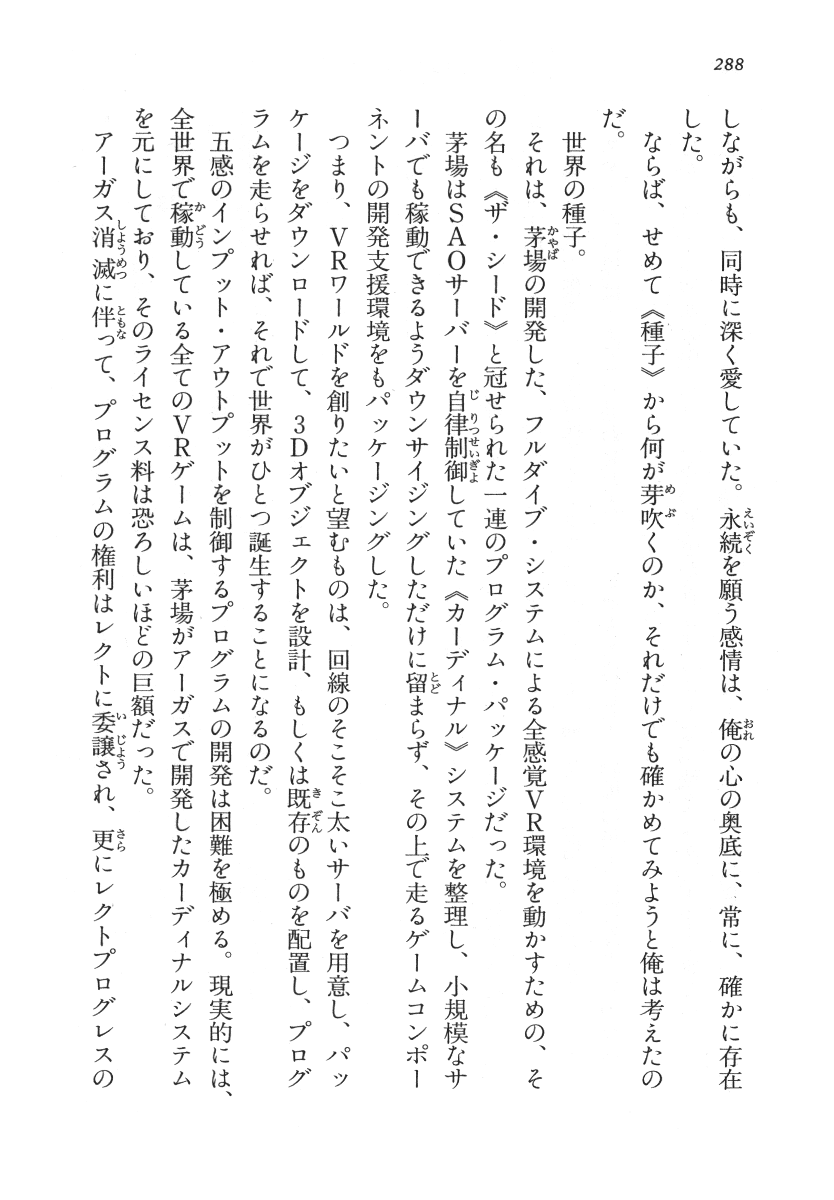 288
しながらも、同時に深く愛していた。永続を願う感情は、俺の心の奥底に、常に、確かに存在
した。
ならば、せめて《種子》から何が芽吹くのか、それだけでも確かめてみようと俺は考えたの
だ。
世界の種子。
それは、茅場の開発した、フルダイブ・システムによる全感覚VR環境を動かすための、そ
の名も《ザ・シード》と冠せられた一連のプログラム・パッケージだった。
茅場はSAOサーバーを自律制御していた《カーディナル》システムを整理し、小規模なサ
ーバでも稼動できるようダウンサイジングしただけに留まらず、その上で走るゲームコンポー
ネントの開発支援環境をもパッケージングした。
つまり、VRワールドを創りたいと望むものは、回線のそこそこ太いサーバを用意し、パッ
ケージをダウンロードして、3Dオブジェクトを設計、もしくは既存のものを配置し、プログ
ラムを走らせれば、それで世界がひとつ誕生することになるのだ。
五感のインプット・アウトプットを制御するプログラムの開発は困難を極める。現実的には、
全世界で稼動している全てのVRゲームは、茅場がアーガスで開発したカーディナルシステム
を元にしており、そのライセンス料は恐ろしいほどの巨額だった。
アーガス消滅に伴って、プログラムの権利はレクトに委譲され、更にレクトプログレスの